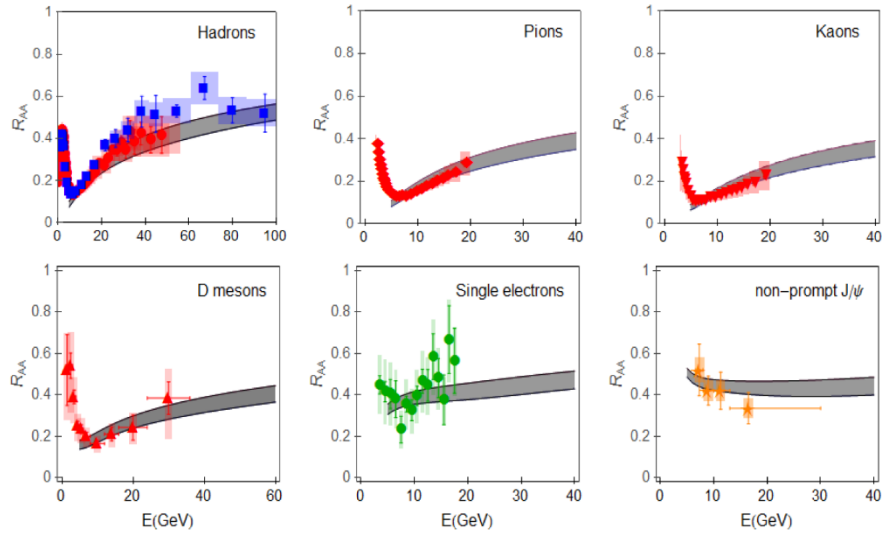 Hadrons
R_AA
1
0.8
0.6
0.4
0.2
0
0 20 40 60 80 100
Pions
R_AA
1
0.8
0.6
0.4
0.2
0
0 10 20 30 40
Kaons
R_AA
1
0.8
0.6
0.4
0.2
0
0 10 20 30 40
D mesons
R_AA
1
0.8
0.6
0.4
0.2
0
0 10 20 30 40 50 60
E(GeV)
Single electrons
R_AA
1
0.8
0.6
0.4
0.2
0
0 10 20 30 40
E(GeV)
non–prompt J/ψ
R_AA
1
0.8
0.6
0.4
0.2
0
0 10 20 30 40
E(GeV)